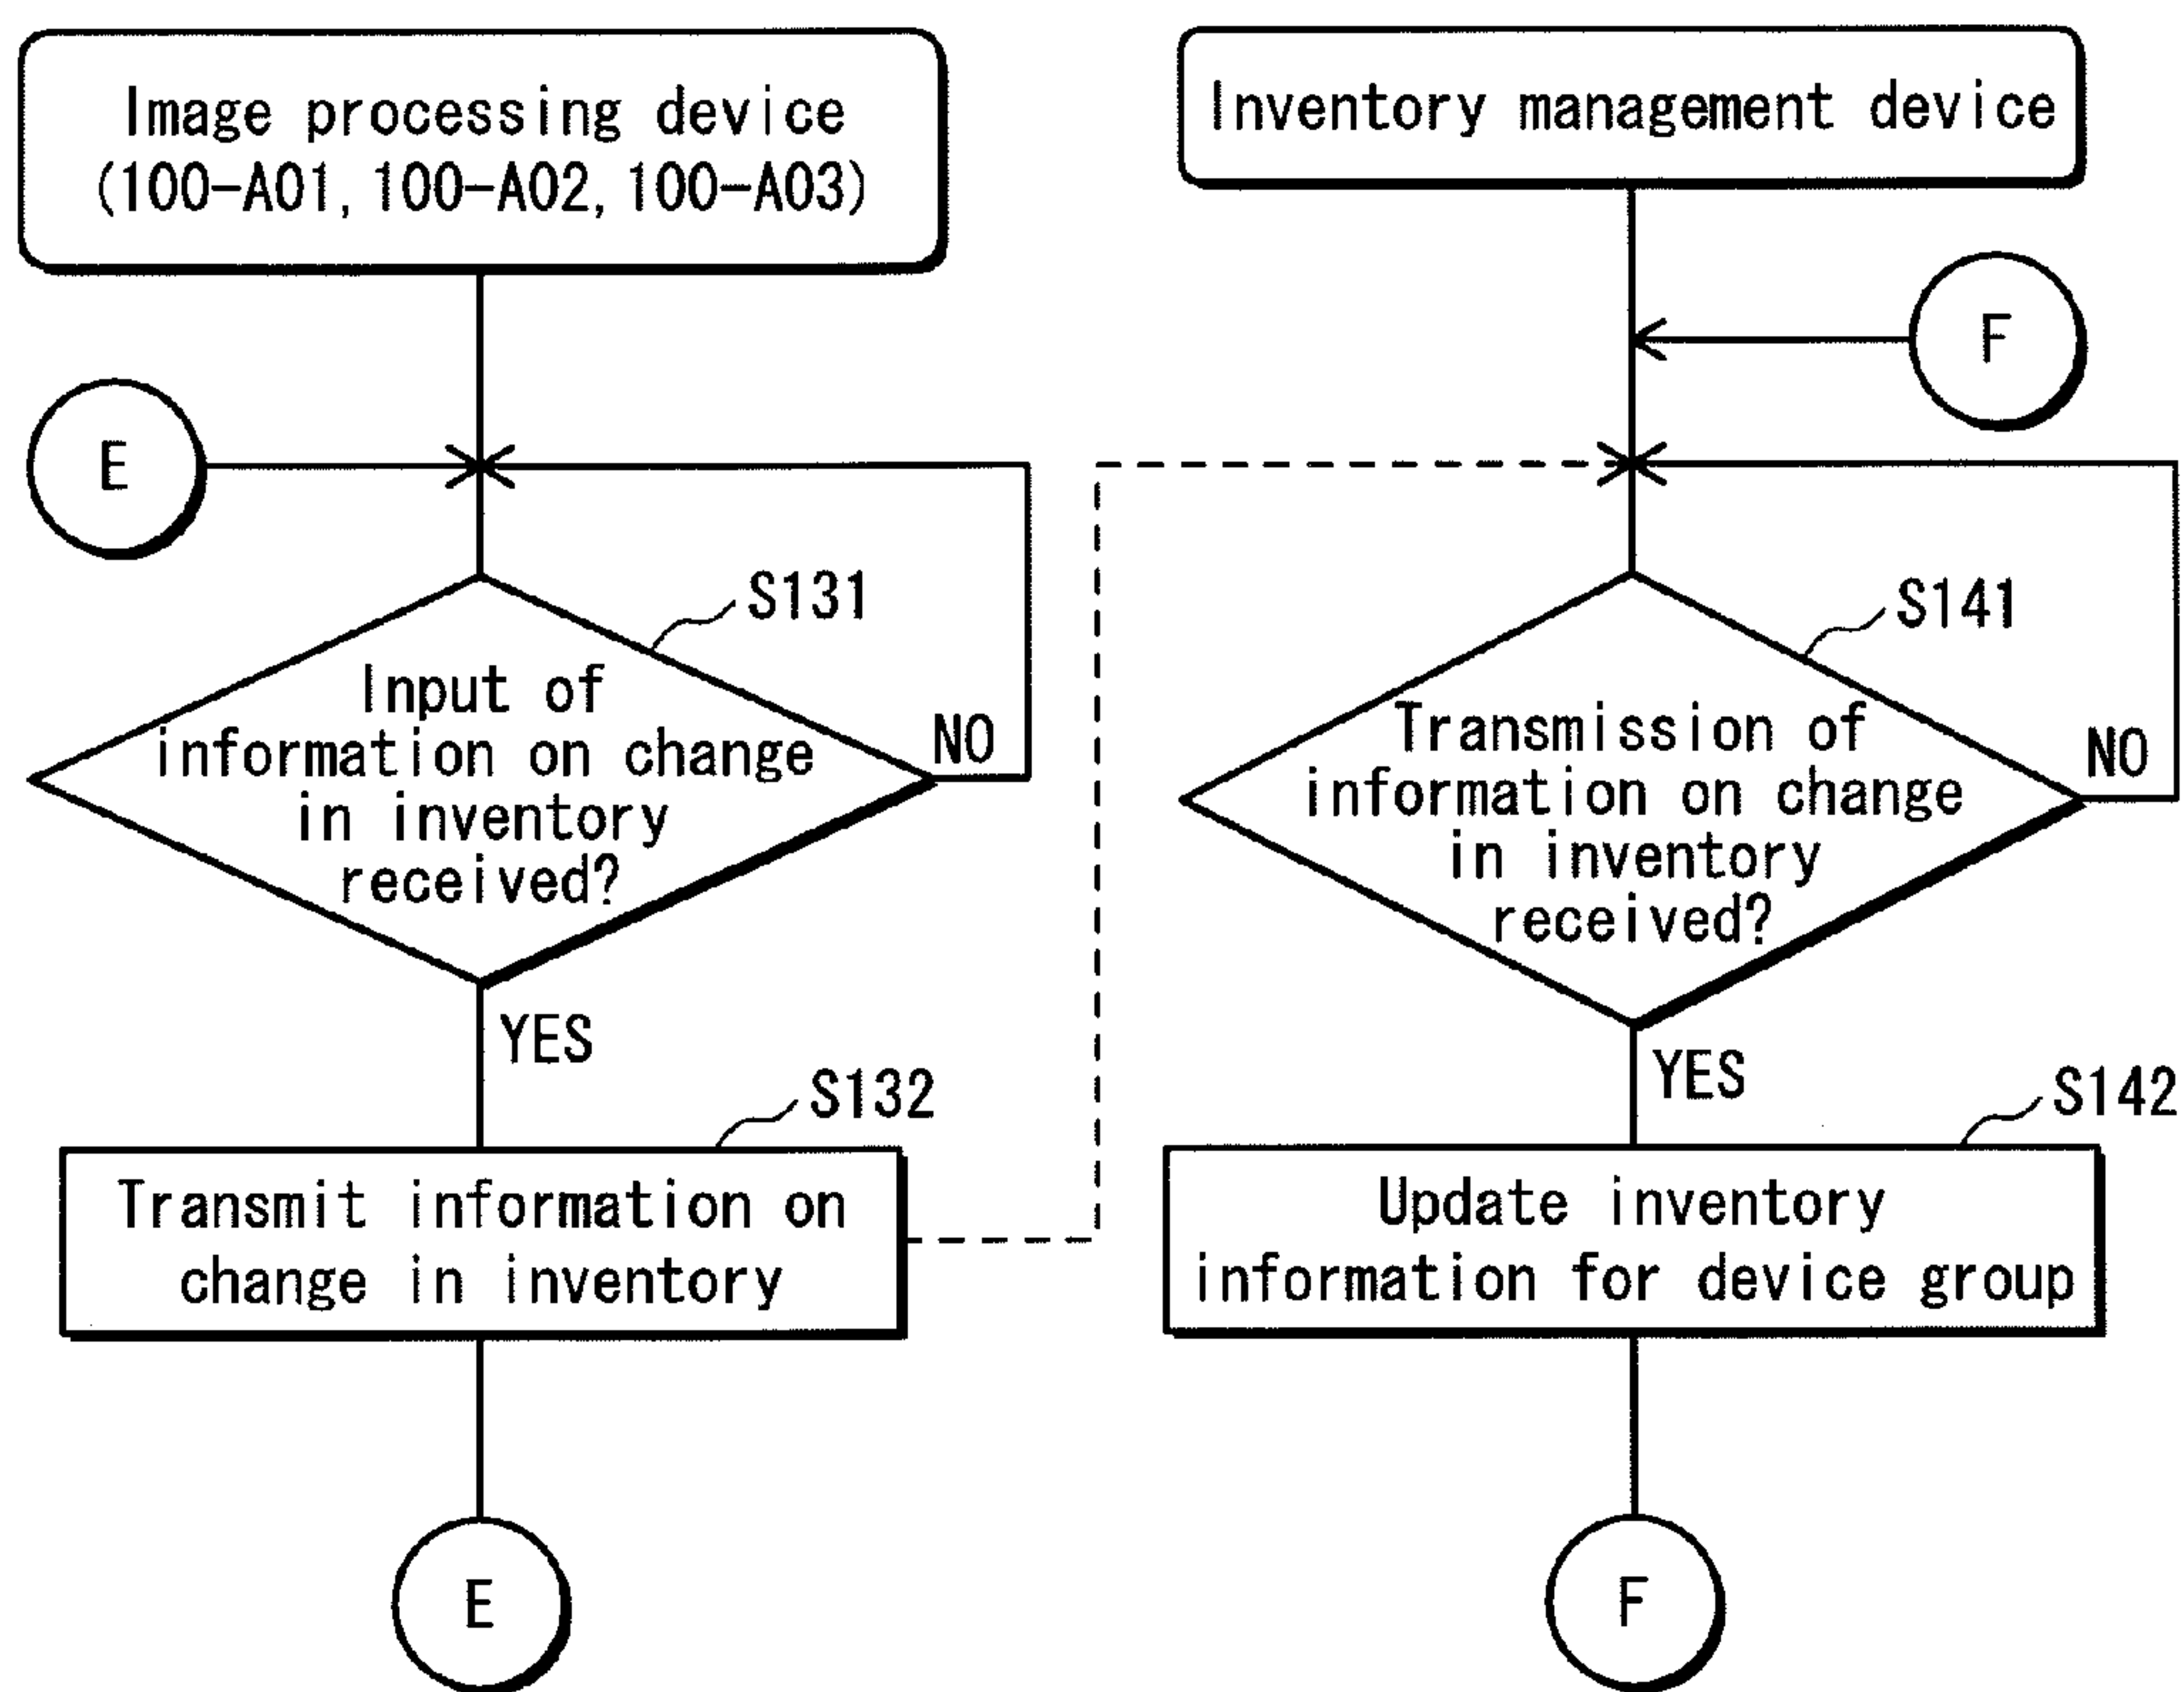 Image processing device
(100-A01, 100-A02, 100-A03)
E
S131
Input of
information on change
in inventory
received?
NO
YES
S132
Transmit information on
change in inventory
E
Inventory management device
F
S141
Transmission of
information on change
in inventory
received?
NO
YES
S142
Update inventory
information for device group
F